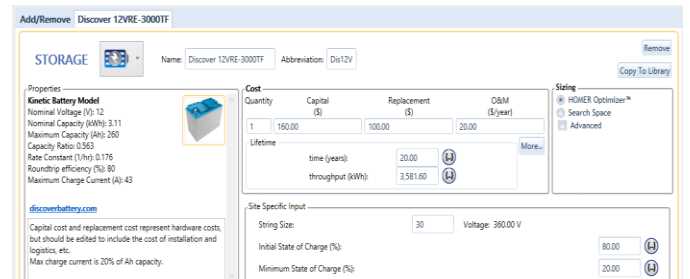 Add/Remove Discover 12VRE-3000TF
STORAGE
Name: Discover 12VRE-3000TF
Abbreviation: Dis12V
Remove
Copy To Library
Properties
Kinetic Battery Model
Nominal Voltage (V): 12
Nominal Capacity (kWh): 3.11
Maximum Capacity (Ah): 260
Capacity Ratio: 0.563
Rate Constant (1/hr): 0.176
Roundtrip efficiency (%): 80
Maximum Charge Current (A): 43
discoverbattery.com
Capital cost and replacement cost represent hardware costs,
but should be edited to include the cost of installation and
logistics, etc.
Max charge current is 20% of Ah capacity.
Cost
Quantity Capital Replacement O&M
($) ($) ($/year)
1 160.00 100.00 20.00
Lifetime
More...
time (years): 20.00
throughput (kWh): 3,581.60
Sizing
HOMER Optimizer™
Search Space
Advanced
Site Specific Input
String Size: 30 Voltage: 360.00 V
Initial State of Charge (%): 80.00
Minimum State of Charge (%): 20.00